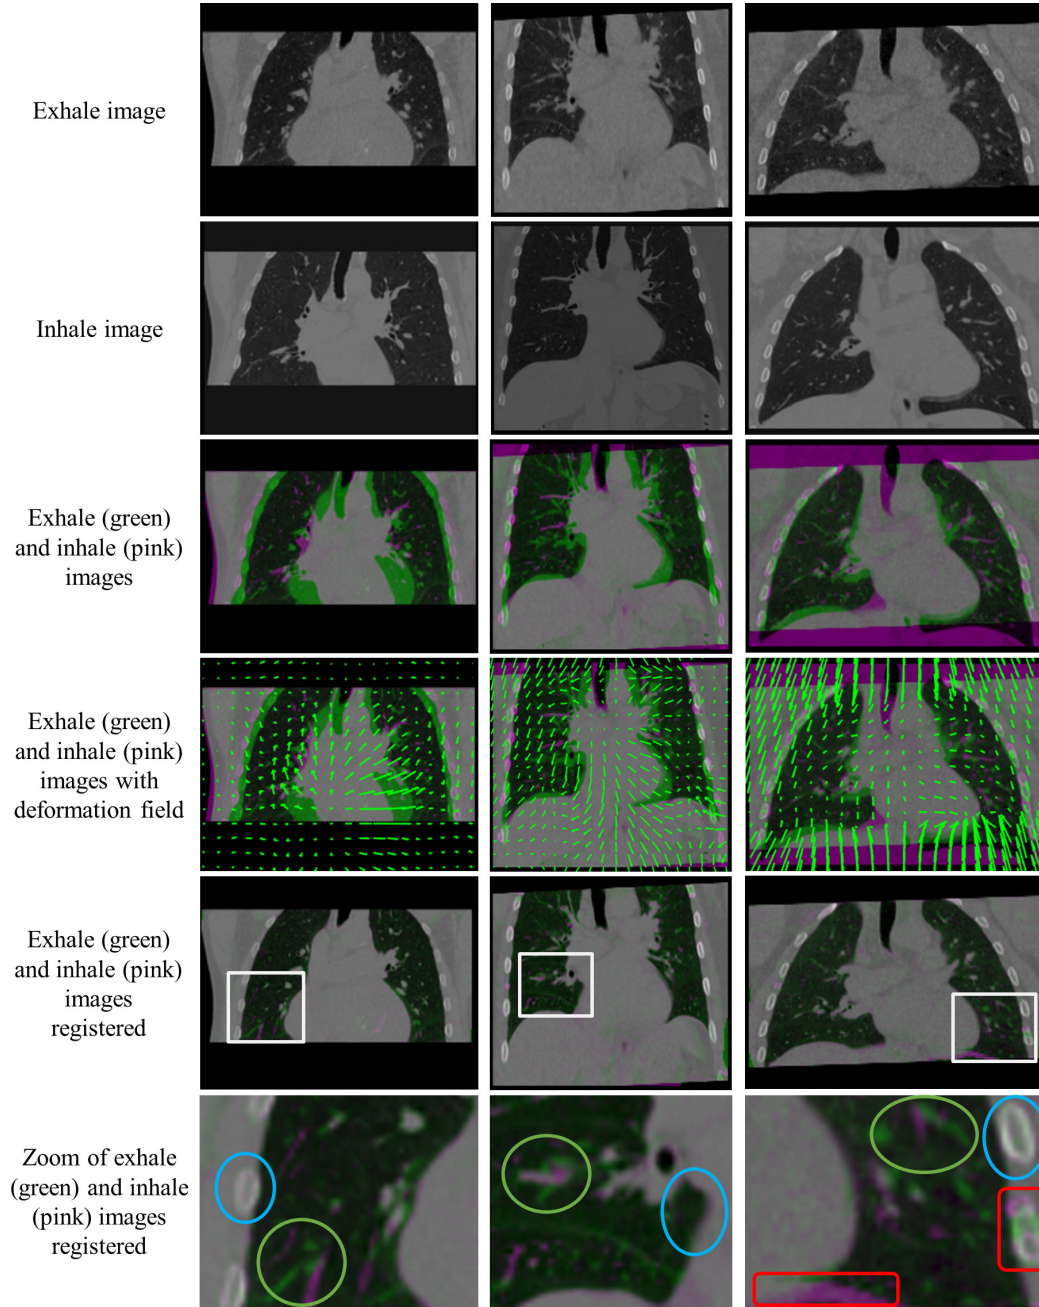 Exhale image
Inhale image
Exhale (green)
and inhale (pink)
images
Exhale (green)
and inhale (pink)
images with
deformation field
Exhale (green)
and inhale (pink)
images
registered
Zoom of exhale
(green) and inhale
(pink) images
registered